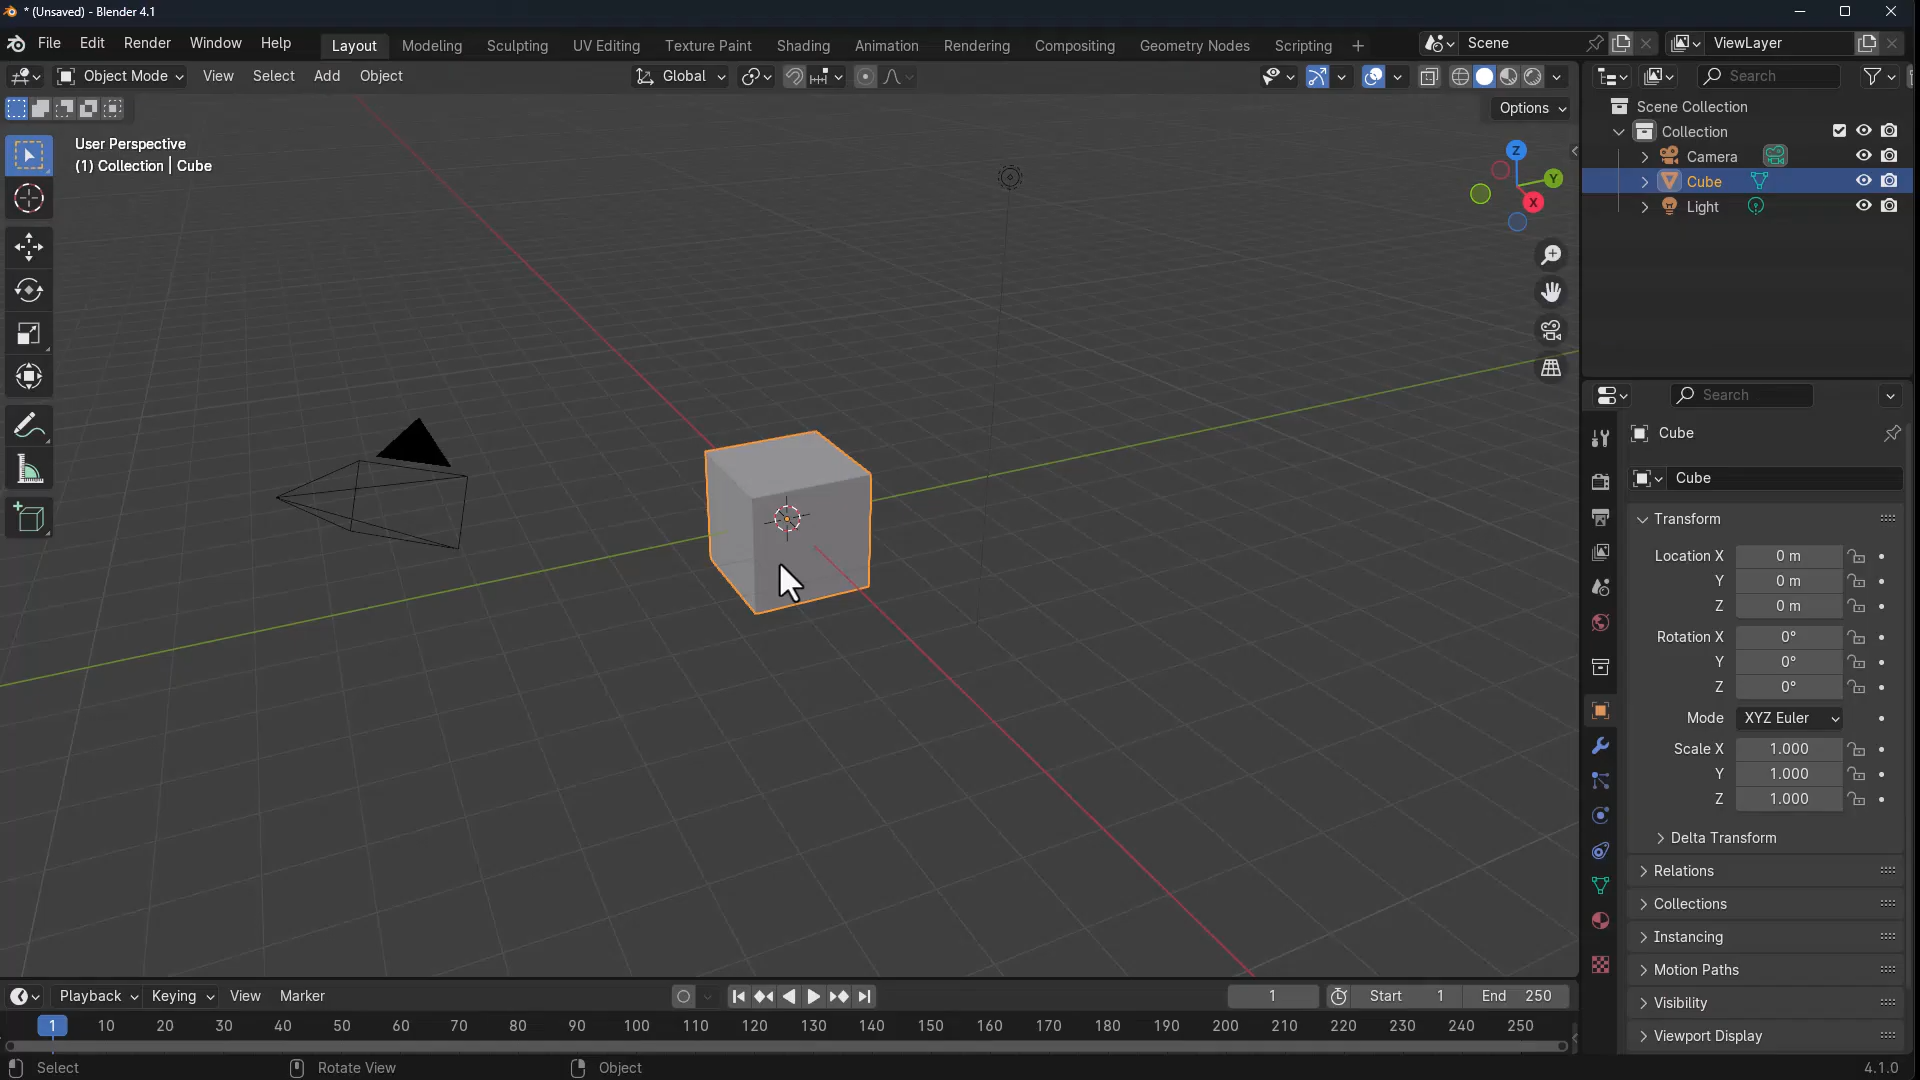 * (Unsaved) - Blender 4.1
File Edit Render Window Help
Layout Modeling Sculpting UV Editing Texture Paint Shading Animation Rendering Compositing Geometry Nodes Scripting +
Scene
ViewLayer
Object Mode View Select Add Object
Global
Search
Options
User Perspective
(1) Collection | Cube
Z
Y
X
Scene Collection
Collection
Camera
Cube
Light
Search
Cube
Cube
Transform
Location X 0 m
Y 0 m
Z 0 m
Rotation X 0°
Y 0°
Z 0°
Mode XYZ Euler
Scale X 1.000
Y 1.000
Z 1.000
Delta Transform
Relations
Collections
Instancing
Motion Paths
Visibility
Viewport Display
Playback Keying View Marker
1 Start 1 End 250
1 10 20 30 40 50 60 70 80 90 100 110 120 130 140 150 160 170 180 190 200 210 220 230 240 250
Select Rotate View Object
4.1.0